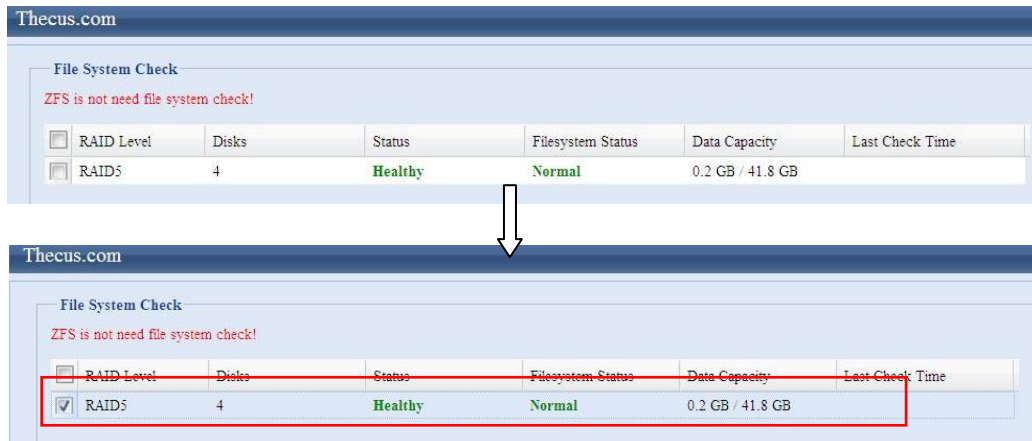 Thecus.com
File System Check
ZFS is not need file system check!
RAID Level Disks Status Filesystem Status Data Capacity Last Check Time
RAID5 4 Healthy Normal 0.2 GB / 41.8 GB
Thecus.com
File System Check
ZFS is not need file system check!
RAID Level Disks Status Filesystem Status Data Capacity Last Check Time
RAID5 4 Healthy Normal 0.2 GB / 41.8 GB